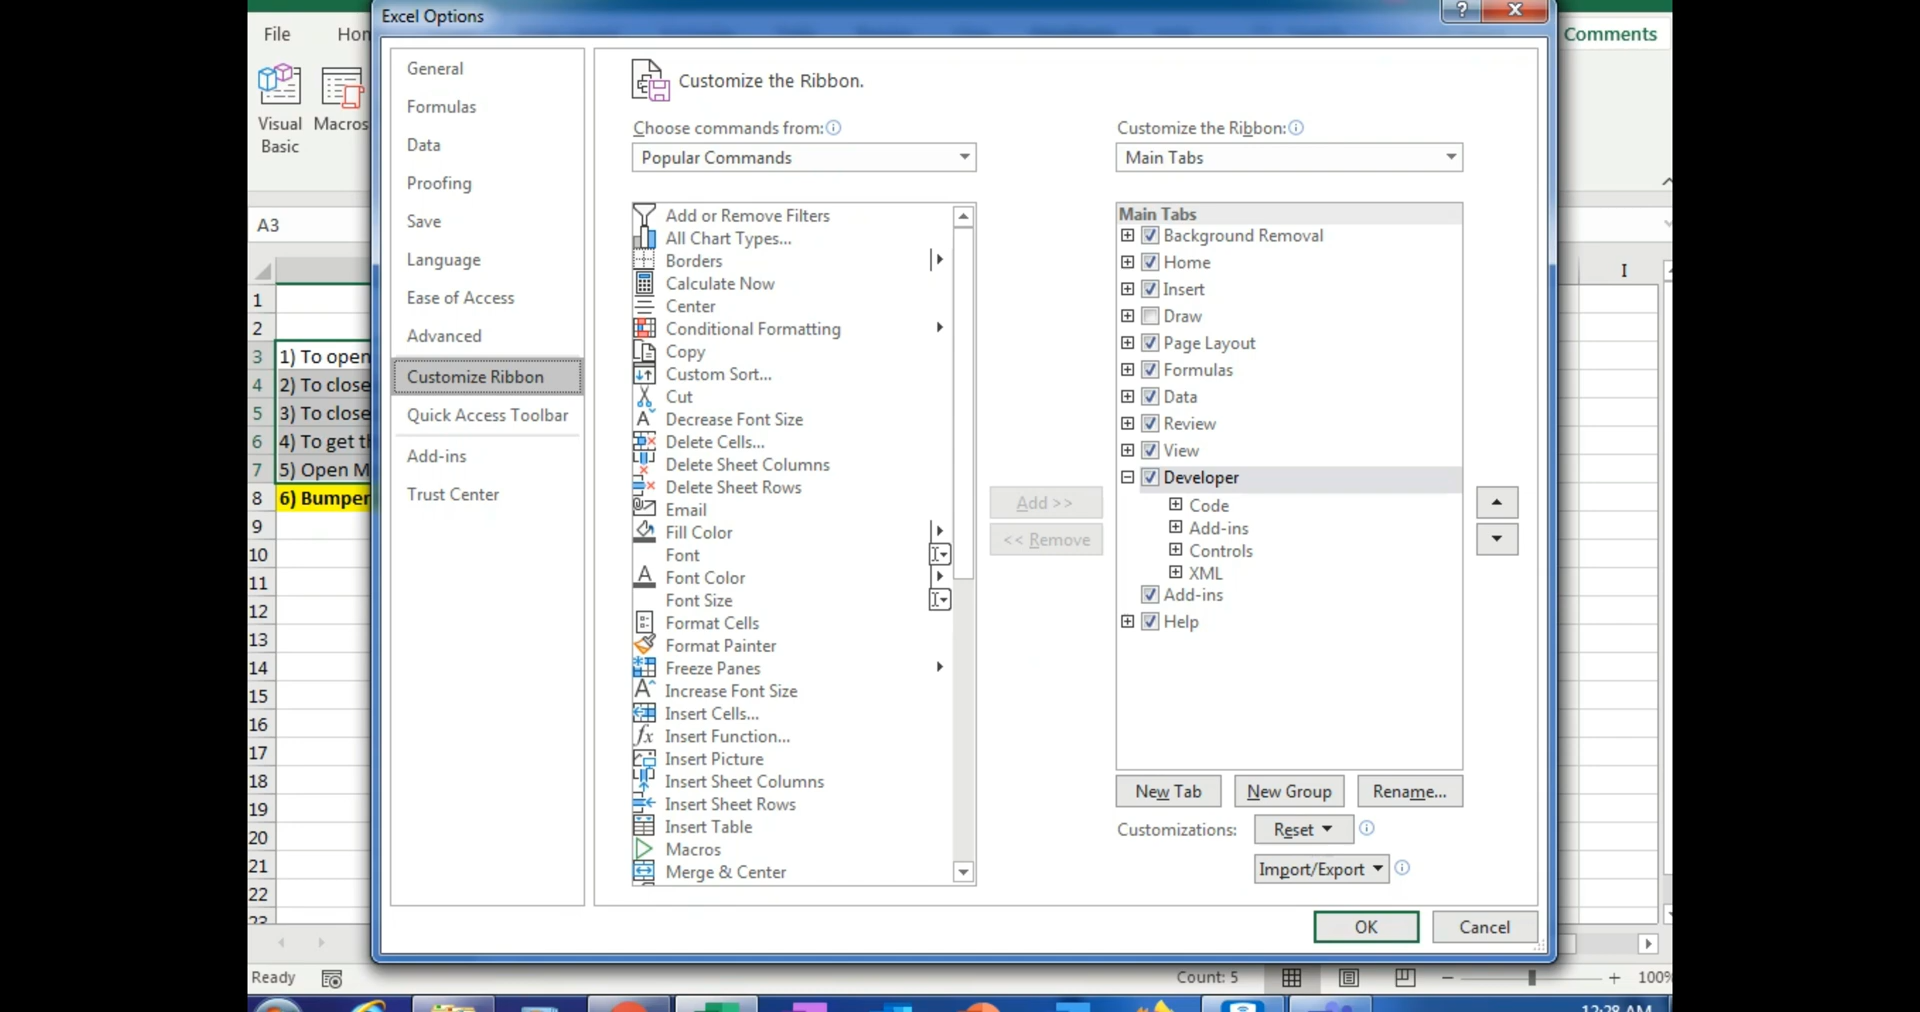 Excel Options
?
File
Hom
Comments
Visual
Basic
Macros
A3
I
1
2
3 1) To open
4 2) To close
5 3) To close
6 4) To get th
7 5) Open M
8 6) Bumper
9
10
11
12
13
14
15
16
17
18
19
20
21
22
23
General
Formulas
Data
Proofing
Save
Language
Ease of Access
Advanced
Customize Ribbon
Quick Access Toolbar
Add-ins
Trust Center
Customize the Ribbon.
Choose commands from:
Popular Commands
Add or Remove Filters
All Chart Types...
Borders
Calculate Now
Center
Conditional Formatting
Copy
Custom Sort...
Cut
Decrease Font Size
Delete Cells...
Delete Sheet Columns
Delete Sheet Rows
Email
Fill Color
Font
Font Color
Font Size
Format Cells
Format Painter
Freeze Panes
Increase Font Size
Insert Cells...
Insert Function...
Insert Picture
Insert Sheet Columns
Insert Sheet Rows
Insert Table
Macros
Merge & Center
Add >>
<< Remove
Customize the Ribbon:
Main Tabs
Main Tabs
Background Removal
Home
Insert
Draw
Page Layout
Formulas
Data
Review
View
Developer
Code
Add-ins
Controls
XML
Add-ins
Help
New Tab
New Group
Rename...
Customizations:
Reset
Import/Export
OK
Cancel
Ready
Count: 5
100%
12:28 AM